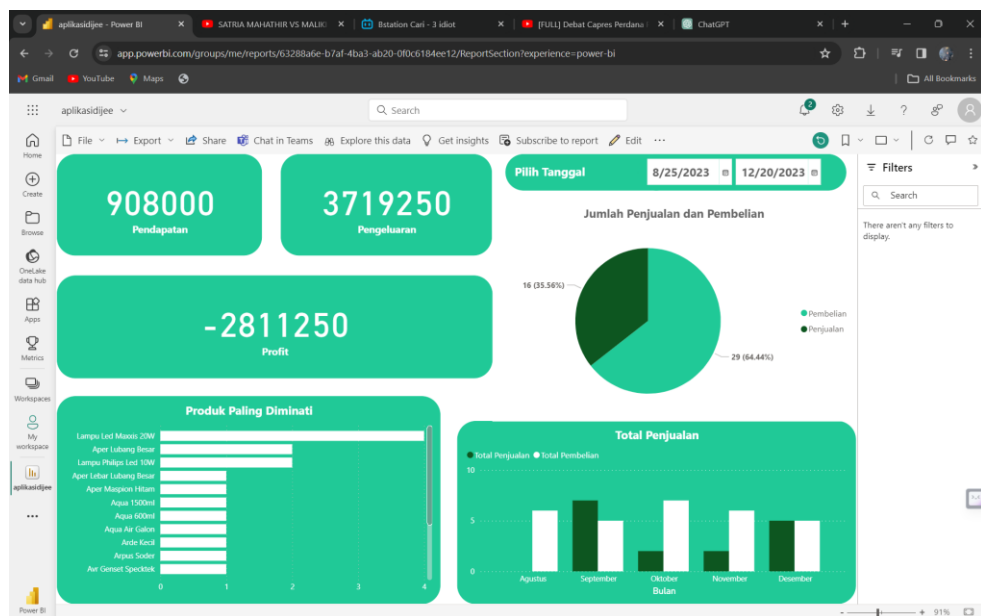 aplikasidijee - Power BI
SATRIA MAHATHIR VS MALIK
Bstation Cari - 3 idiot
[FULL] Debat Capres Perdana
ChatGPT
app.powerbi.com/groups/me/reports/63288a6e-b7af-4ba3-ab20-0f0c6184ee12/ReportSection?experience=power-bi
Gmail
YouTube
Maps
All Bookmarks
aplikasidijee
Search
2
A
File
Export
Share
Chat in Teams
Explore this data
Get insights
Subscribe to report
Edit
Home
Create
Browse
OneLake
data hub
Apps
Metrics
Workspaces
My
workspace
aplikasidijee
Power BI
908000
Pendapatan
3719250
Pengeluaran
Pilih Tanggal
8/25/2023
12/20/2023
-2811250
Profit
Jumlah Penjualan dan Pembelian
16 (35.56%)
29 (64.44%)
Pembelian
Penjualan
Produk Paling Diminati
Lampu Led Maxxis 20W
Aper Lubang Besar
Lampu Philips Led 10W
Aper Lebar Lubang Besar
Aper Maspion Hitam
Aqua 1500ml
Aqua 600ml
Aqua Air Galon
Arde Kecil
Arpus Soder
Avr Genset Specktek
0 1 2 3 4
Total Penjualan
Total Penjualan
Total Pembelian
10
5
0
Agustus September Oktober November Desember
Bulan
Filters
Search
There aren't any filters to
display.
91%